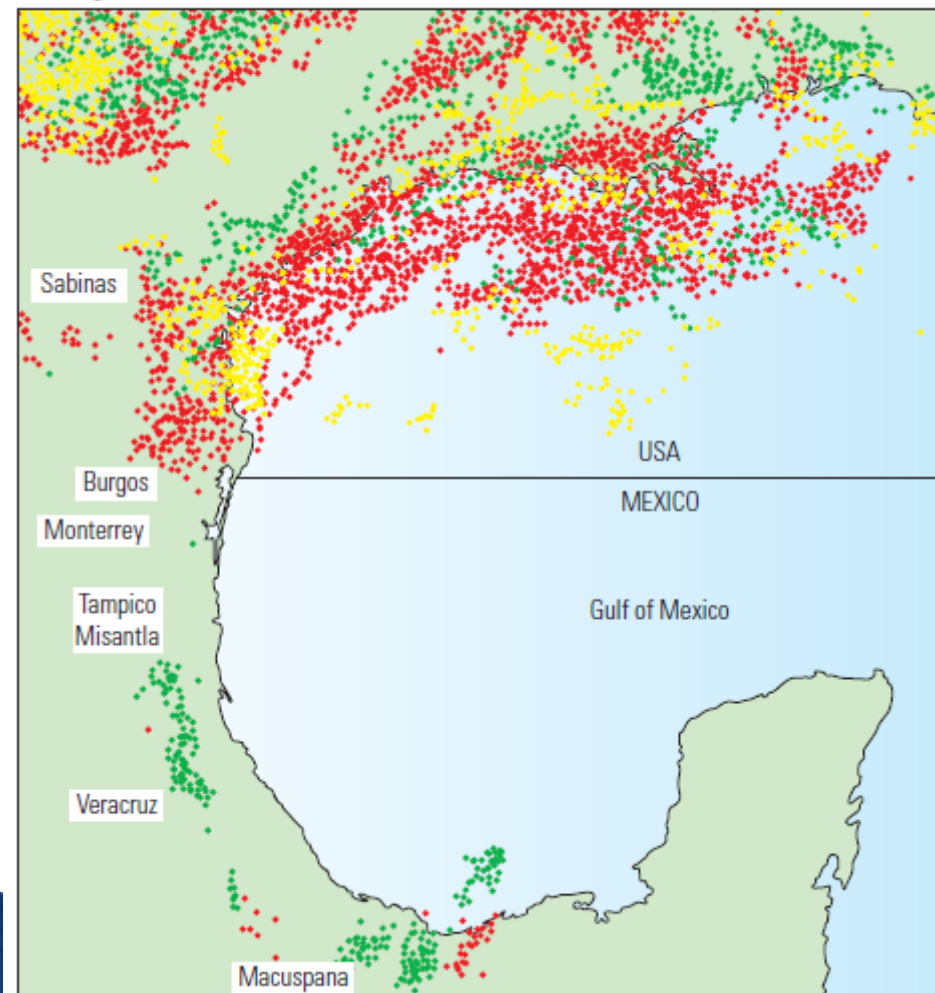 Sabinas
USA
Burgos
MEXICO
Monterrey
Tampico
Misantla
Gulf of Mexico
Veracruz
Macuspana